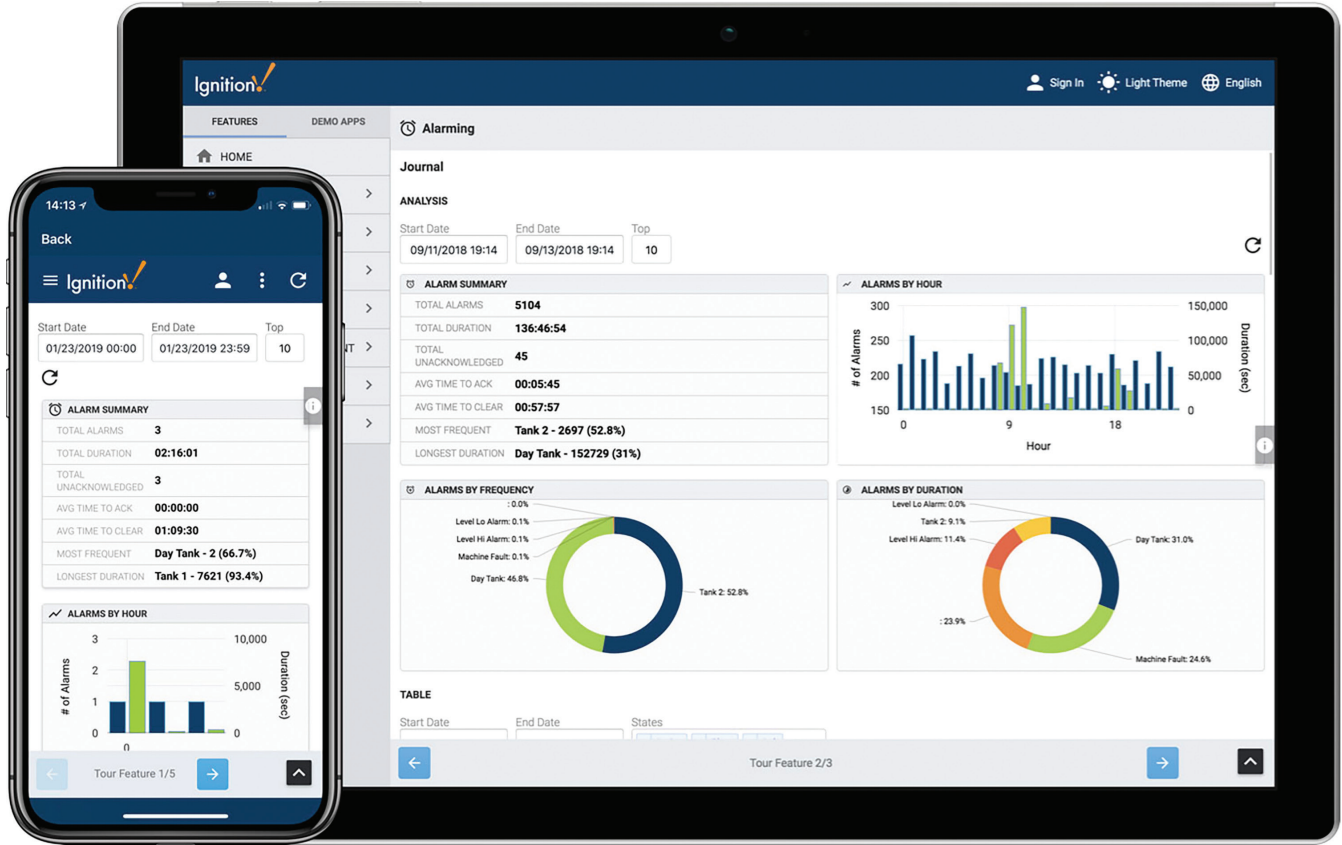 Ignition!
Sign In
Light Theme
English
FEATURES
DEMO APPS
HOME
NT
Alarming
Journal
ANALYSIS
Start Date End Date Top
09/11/2018 19:14 09/13/2018 19:14 10
ALARM SUMMARY
TOTAL ALARMS 5104
TOTAL DURATION 136:46:54
TOTAL
UNACKNOWLEDGED 45
AVG TIME TO ACK 00:05:45
AVG TIME TO CLEAR 00:57:57
MOST FREQUENT Tank 2 - 2697 (52.8%)
LONGEST DURATION Day Tank - 152729 (31%)
ALARMS BY HOUR
300
250
200
150
# of Alarms
150,000
100,000
50,000
0
Duration (sec)
0 9 18
Hour
ALARMS BY FREQUENCY
: 0.0%
Level Lo Alarm: 0.1%
Level Hi Alarm: 0.1%
Machine Fault: 0.1%
Day Tank: 46.8%
Tank 2: 52.8%
ALARMS BY DURATION
Level Lo Alarm: 0.0%
Tank 2: 9.1%
Level Hi Alarm: 11.4%
: 23.9%
Day Tank: 31.0%
Machine Fault: 24.6%
TABLE
Start Date End Date States
Tour Feature 2/3
14:13
Back
Ignition!
Start Date End Date Top
01/23/2019 00:00 01/23/2019 23:59 10
ALARM SUMMARY
TOTAL ALARMS 3
TOTAL DURATION 02:16:01
TOTAL
UNACKNOWLEDGED 3
AVG TIME TO ACK 00:00:00
AVG TIME TO CLEAR 01:09:30
MOST FREQUENT Day Tank - 2 (66.7%)
LONGEST DURATION Tank 1 - 7621 (93.4%)
ALARMS BY HOUR
3
2
1
0
# of Alarms
10,000
5,000
0
Duration (sec)
0
Tour Feature 1/5